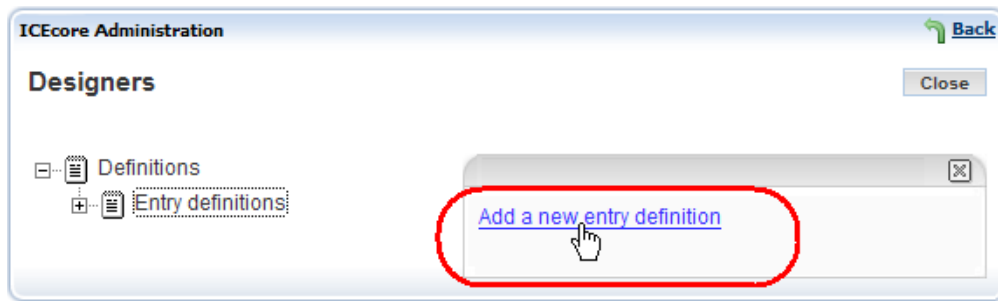 ICEcore Administration Back
Designers Close
Definitions
Entry definitions
Add a new entry definition